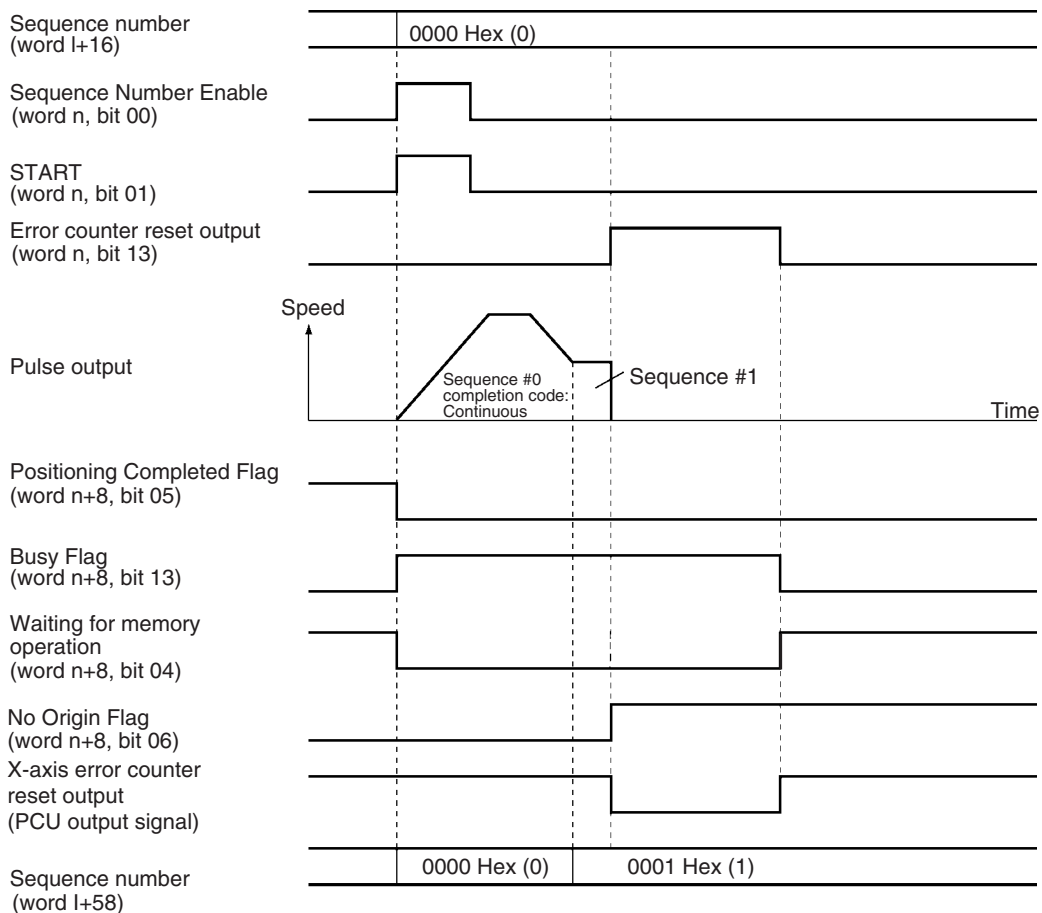 Sequence number
(word l+16)
0000 Hex (0)
Sequence Number Enable
(word n, bit 00)
START
(word n, bit 01)
Error counter reset output
(word n, bit 13)
Speed
Pulse output
Sequence #0
completion code:
Continuous
Sequence #1
Time
Positioning Completed Flag
(word n+8, bit 05)
Busy Flag
(word n+8, bit 13)
Waiting for memory
operation
(word n+8, bit 04)
No Origin Flag
(word n+8, bit 06)
X-axis error counter
reset output
(PCU output signal)
0000 Hex (0)
0001 Hex (1)
Sequence number
(word l+58)